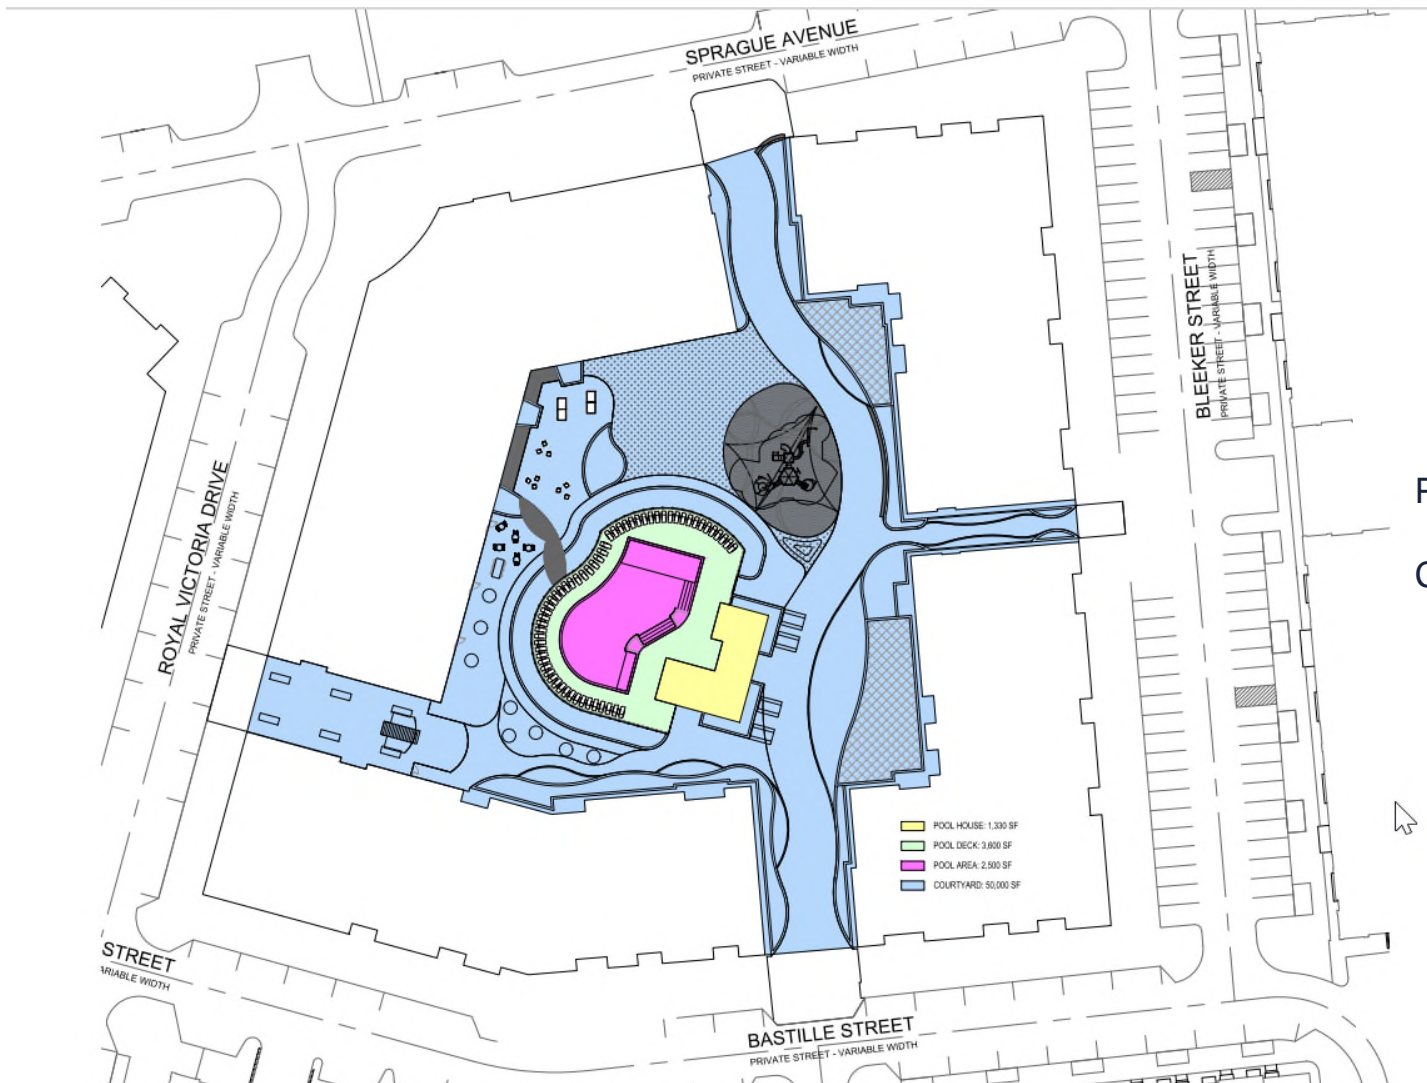 SPRAGUE AVENUE
PRIVATE STREET - VARIABLE WIDTH
BLEEKER STREET
PRIVATE STREET - VARIABLE WIDTH
ROYAL VICTORIA DRIVE
PRIVATE STREET - VARIABLE WIDTH
POOL HOUSE: 1,330 SF
POOL DECK: 3,600 SF
POOL AREA: 2,500 SF
COURTYARD: 50,000 SF
STREET
VARIABLE WIDTH
BASTILLE STREET
PRIVATE STREET - VARIABLE WIDTH